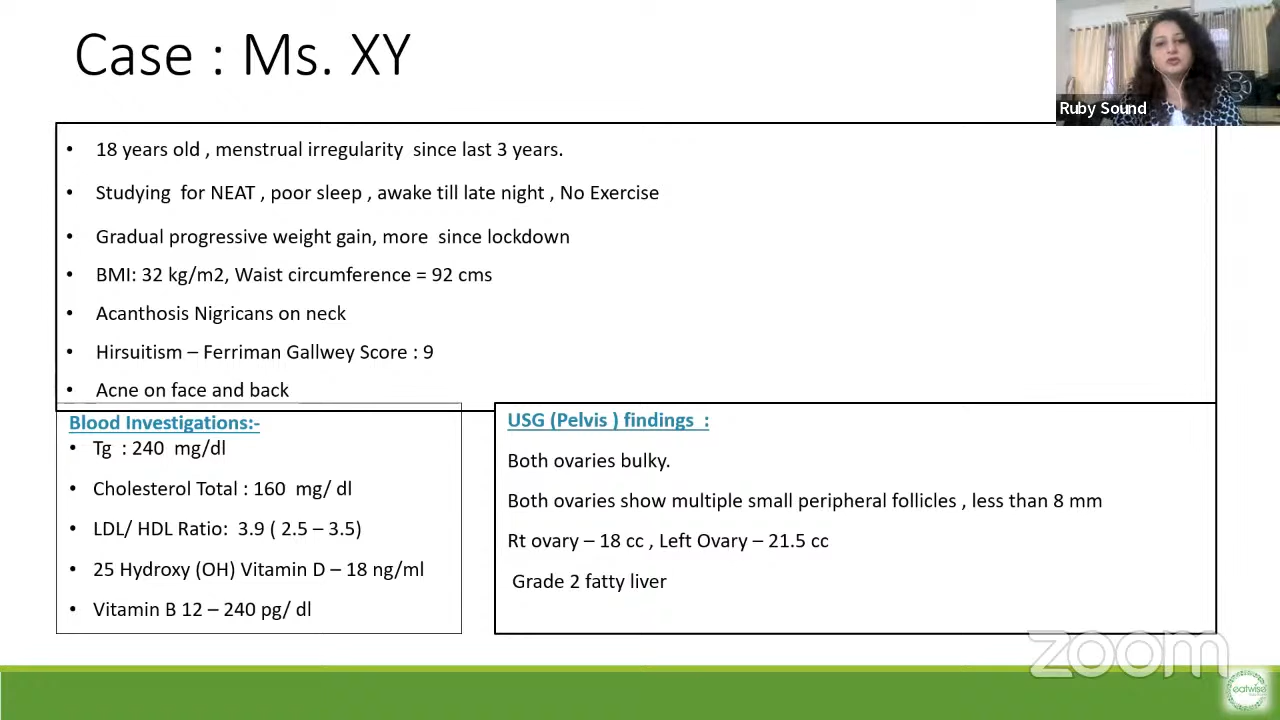 Case : Ms. XY
Ruby Sound
• 18 years old , menstrual irregularity since last 3 years.
• Studying for NEAT , poor sleep , awake till late night , No Exercise
• Gradual progressive weight gain, more since lockdown
• BMI: 32 kg/m2, Waist circumference = 92 cms
• Acanthosis Nigricans on neck
• Hirsuitism – Ferriman Gallwey Score : 9
• Acne on face and back
Blood Investigations:-
• Tg : 240 mg/dl
• Cholesterol Total : 160 mg/ dl
• LDL/ HDL Ratio: 3.9 ( 2.5 – 3.5)
• 25 Hydroxy (OH) Vitamin D – 18 ng/ml
• Vitamin B 12 – 240 pg/ dl
USG (Pelvis ) findings :
Both ovaries bulky.
Both ovaries show multiple small peripheral follicles , less than 8 mm
Rt ovary – 18 cc , Left Ovary – 21.5 cc
Grade 2 fatty liver
zoom
eatwise